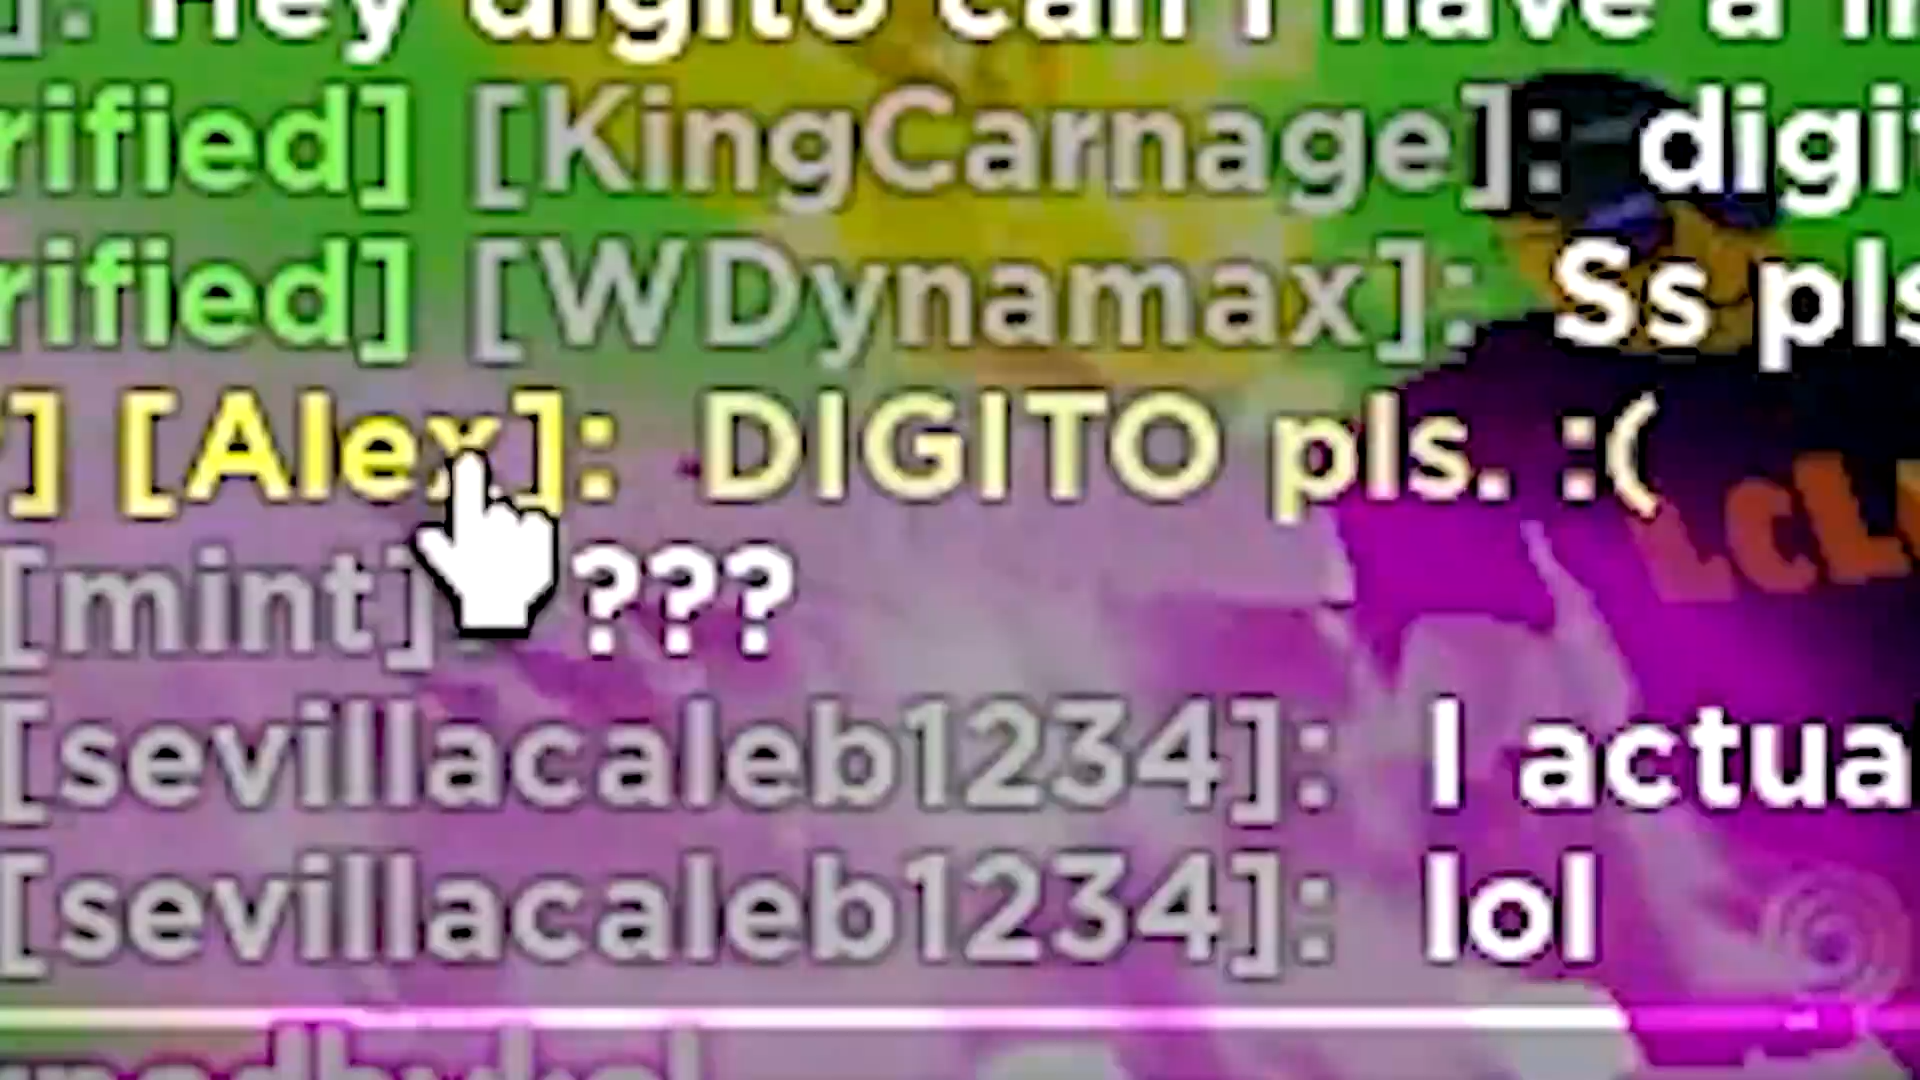 ]: Hey digito can I have a
rified] [KingCarnage]: digit
rified] [WDynamax]: Ss pls
] [Alex]: DIGITO pls. :(
[mint] ???
[sevillacaleb1234]: I actua
[sevillacaleb1234]: lol
LcL